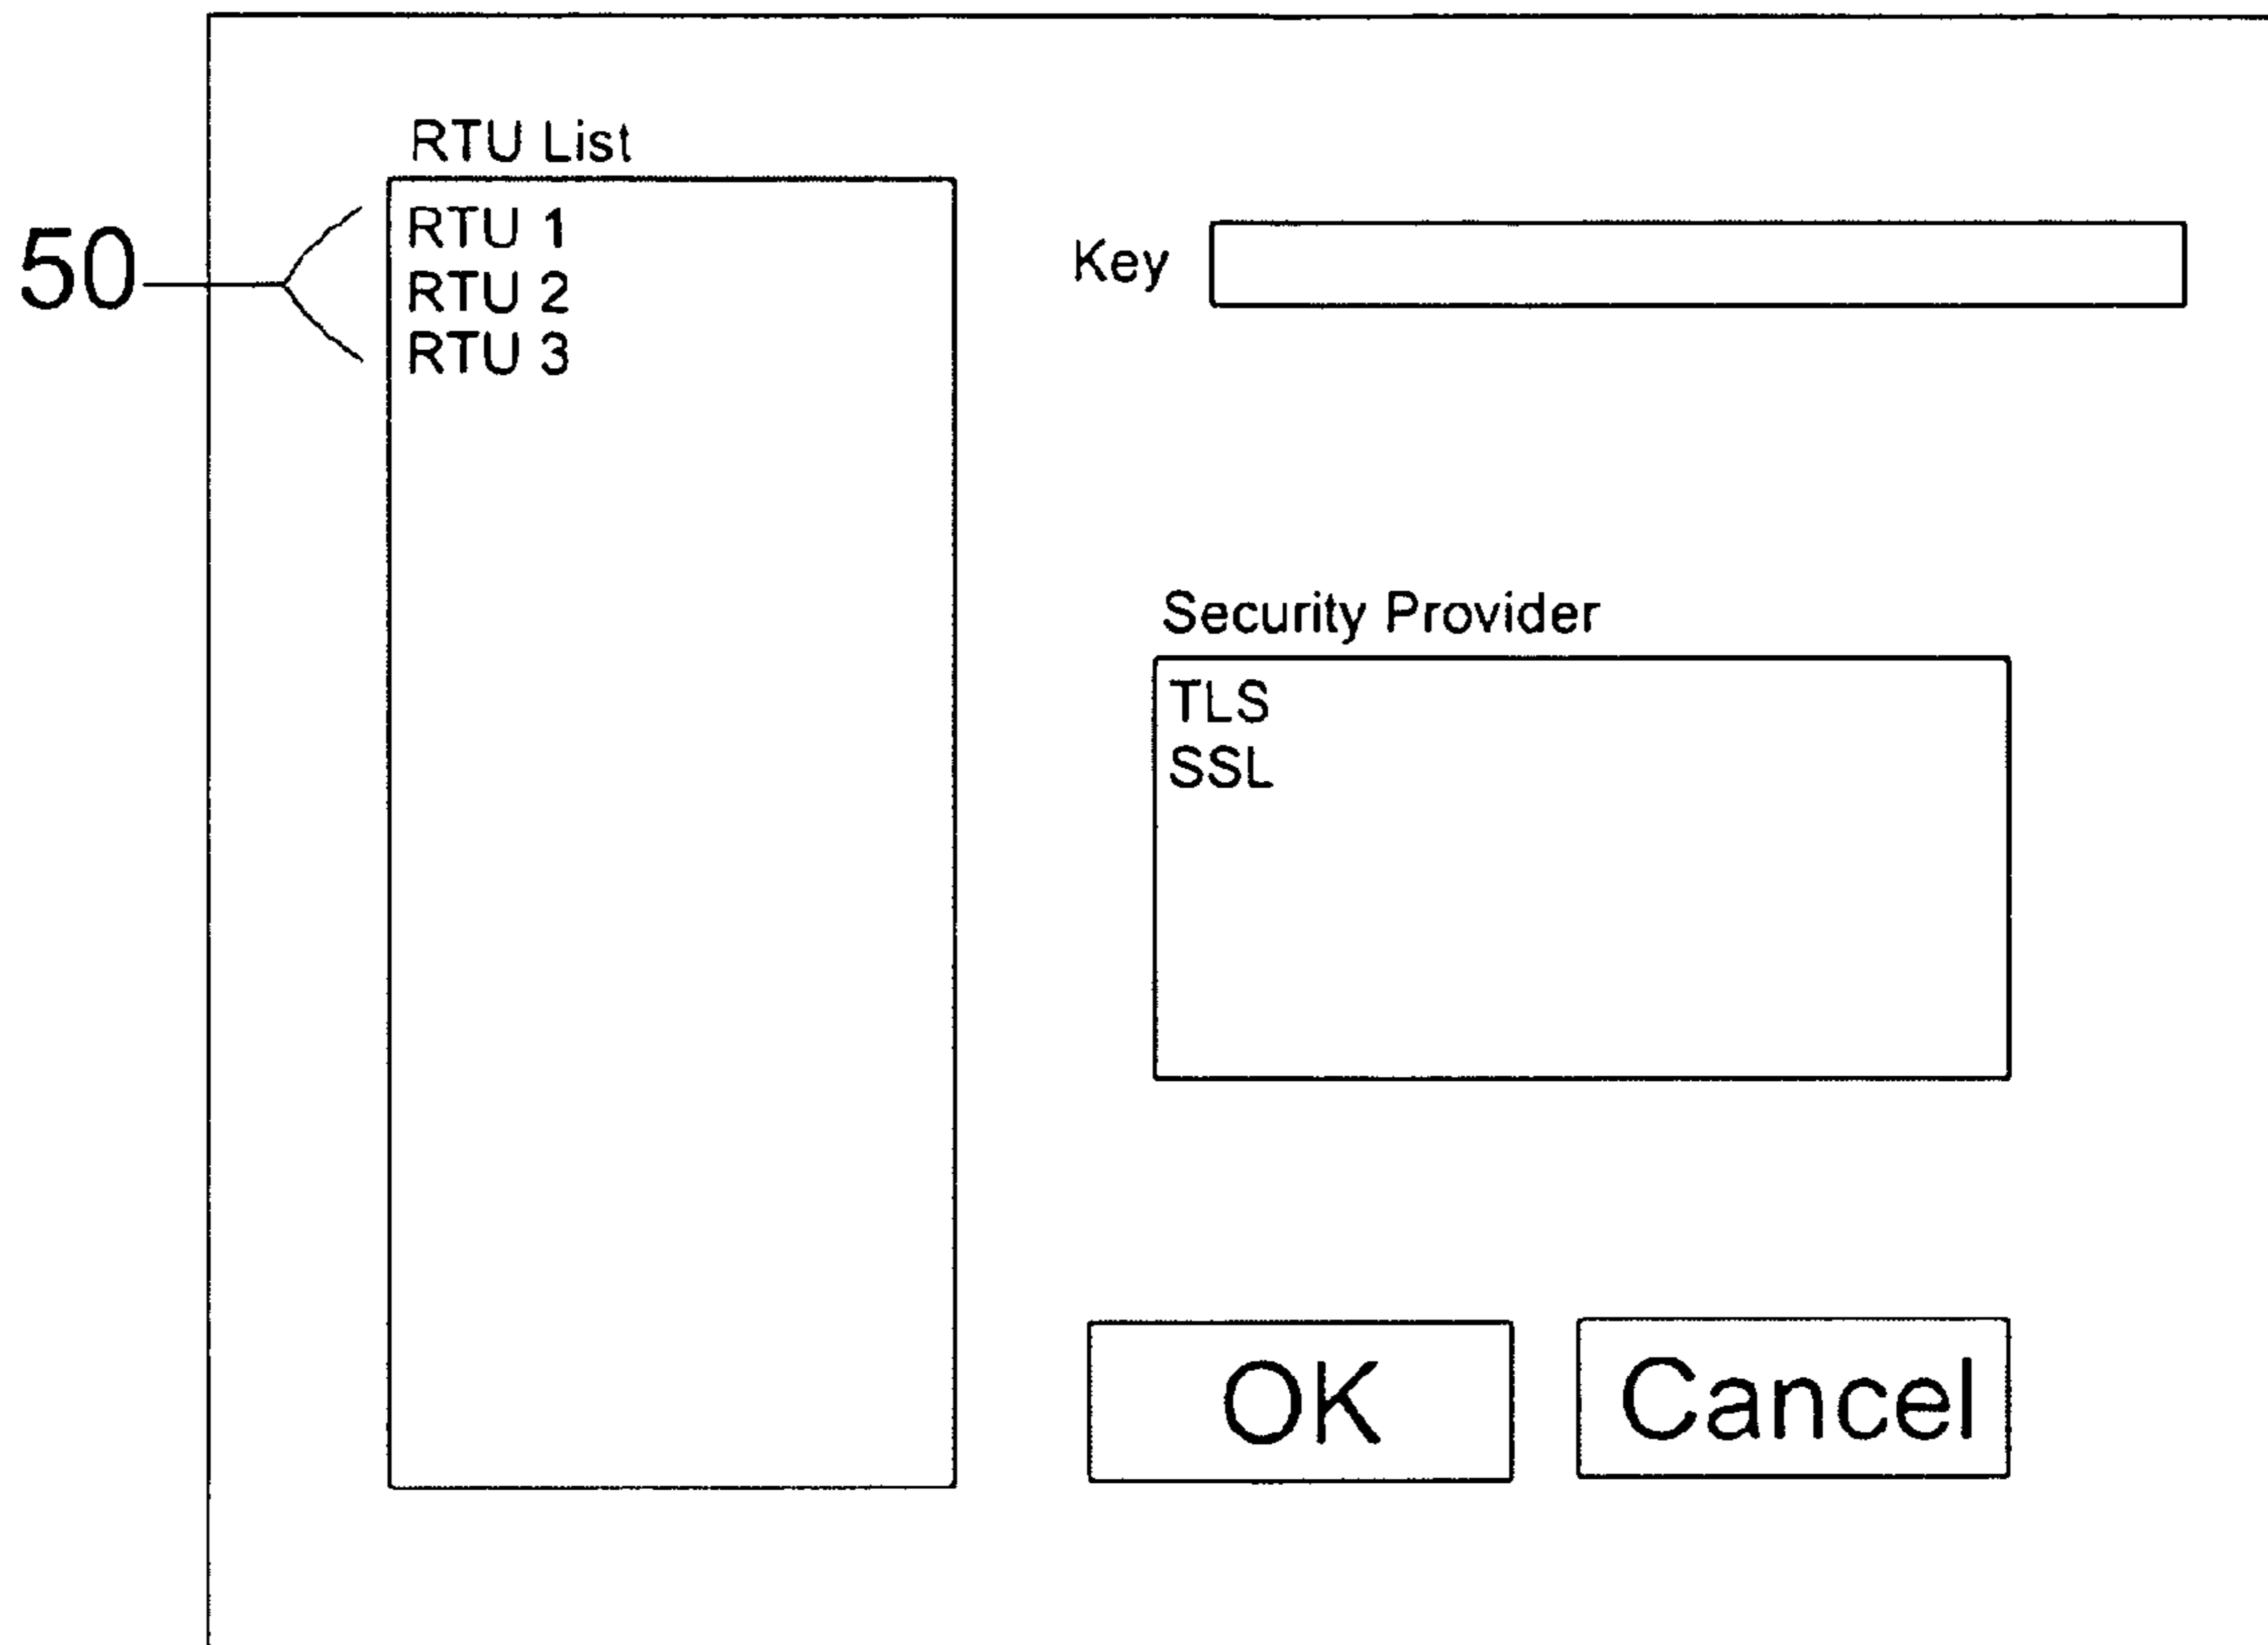 RTU List
50
RTU 1
RTU 2
RTU 3
Key
Security Provider
TLS
SSL
OK
Cancel